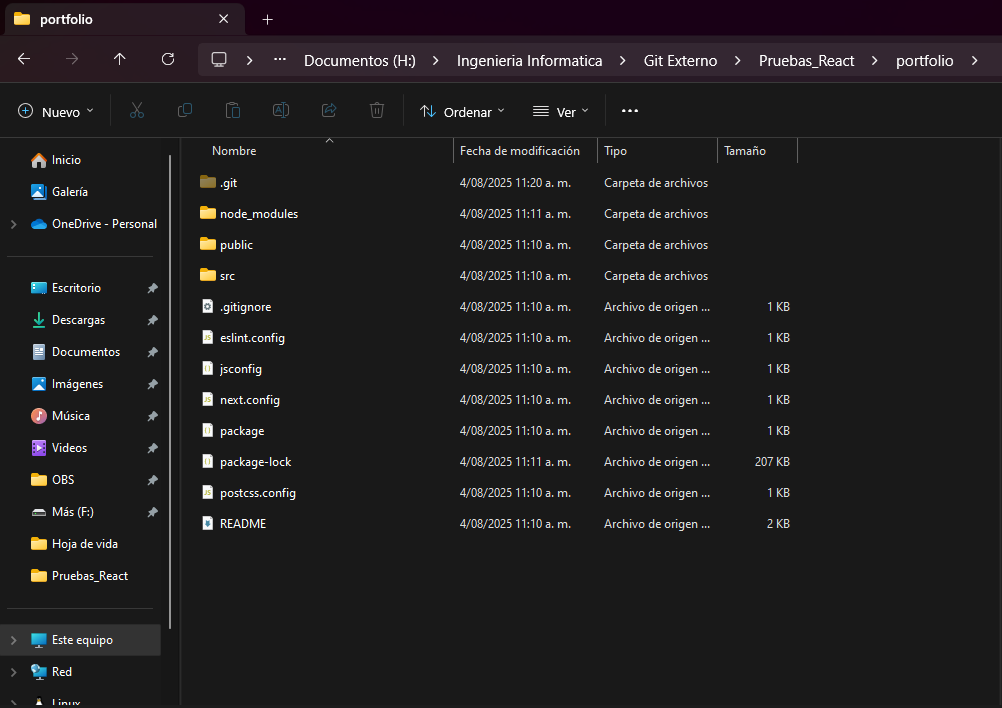 portfolio
Documentos (H:) Ingenieria Informatica Git Externo Pruebas_React portfolio
Nuevo Ordenar Ver
Inicio
Galería
OneDrive - Personal
Escritorio
Descargas
Documentos
Imágenes
Música
Videos
OBS
Más (F:)
Hoja de vida
Pruebas_React
Este equipo
Red
Linux
Nombre Fecha de modificación Tipo Tamaño
.git 4/08/2025 11:20 a. m. Carpeta de archivos
node_modules 4/08/2025 11:11 a. m. Carpeta de archivos
public 4/08/2025 11:10 a. m. Carpeta de archivos
src 4/08/2025 11:10 a. m. Carpeta de archivos
.gitignore 4/08/2025 11:10 a. m. Archivo de origen ... 1 KB
eslint.config 4/08/2025 11:10 a. m. Archivo de origen ... 1 KB
jsconfig 4/08/2025 11:10 a. m. Archivo de origen ... 1 KB
next.config 4/08/2025 11:10 a. m. Archivo de origen ... 1 KB
package 4/08/2025 11:10 a. m. Archivo de origen ... 1 KB
package-lock 4/08/2025 11:11 a. m. Archivo de origen ... 207 KB
postcss.config 4/08/2025 11:10 a. m. Archivo de origen ... 1 KB
README 4/08/2025 11:10 a. m. Archivo de origen ... 2 KB